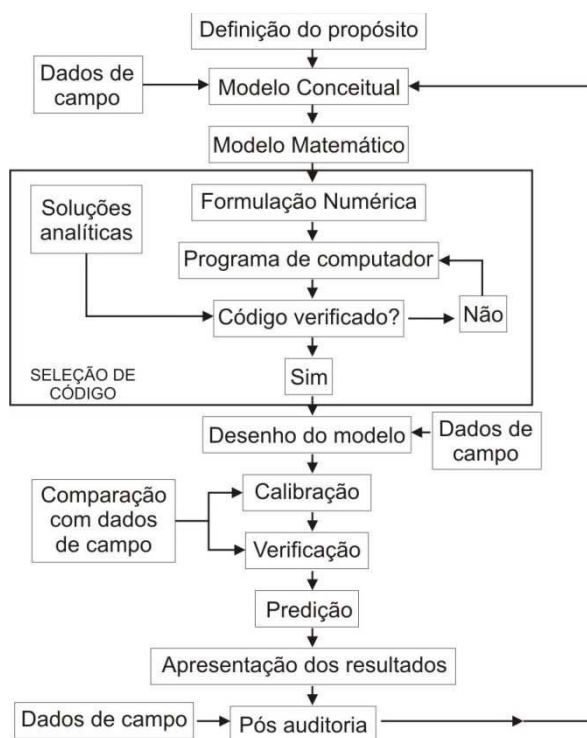 Definição do propósito
Dados de
campo
Modelo Conceitual
Modelo Matemático
Soluções
analíticas
Formulação Numérica
Programa de computador
Código verificado?
Não
Sim
SELEÇÃO DE
CÓDIGO
Desenho do modelo
Dados de
campo
Comparação
com dados
de campo
Calibração
Verificação
Predição
Apresentação dos resultados
Dados de campo
Pós auditoria